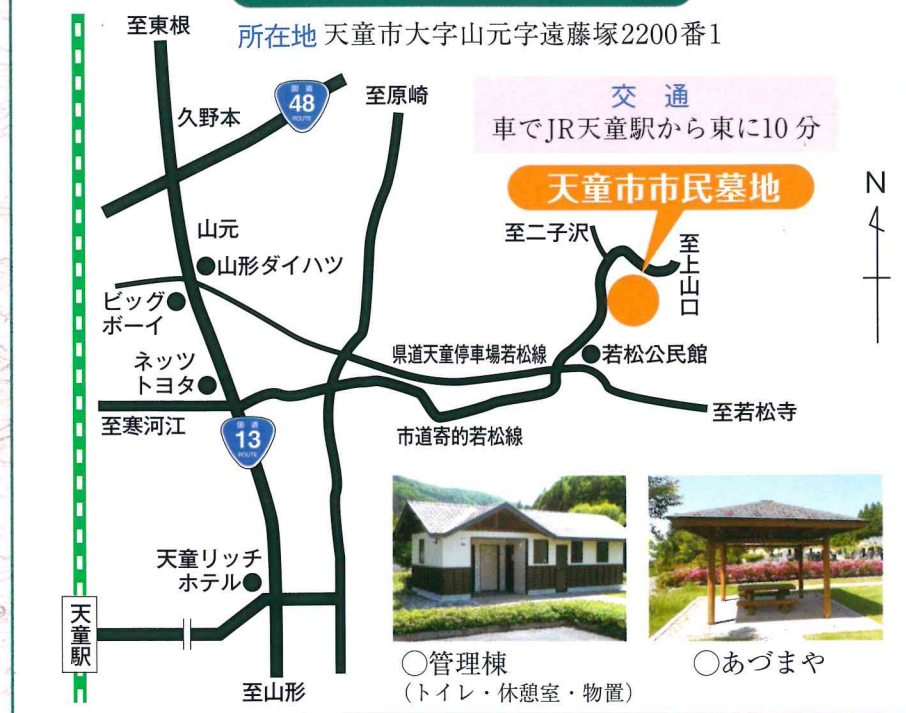 所在地 天童市大字山元字遠藤塚2200番1
至東根
国道
48
ROUTE
至原崎
久野本
交 通
車でJR天童駅から東に10分
天童市市民墓地
N
山元
至二子沢
至上山口
山形ダイハツ
ビッグ
ボーイ
県道天童停車場若松線
若松公民館
ネッツ
トヨタ
至寒河江
至若松寺
国道
13
ROUTE
市道寄的若松線
天童リッチ
ホテル
天童駅
至山形
○管理棟
(トイレ・休憩室・物置)
○あづまや